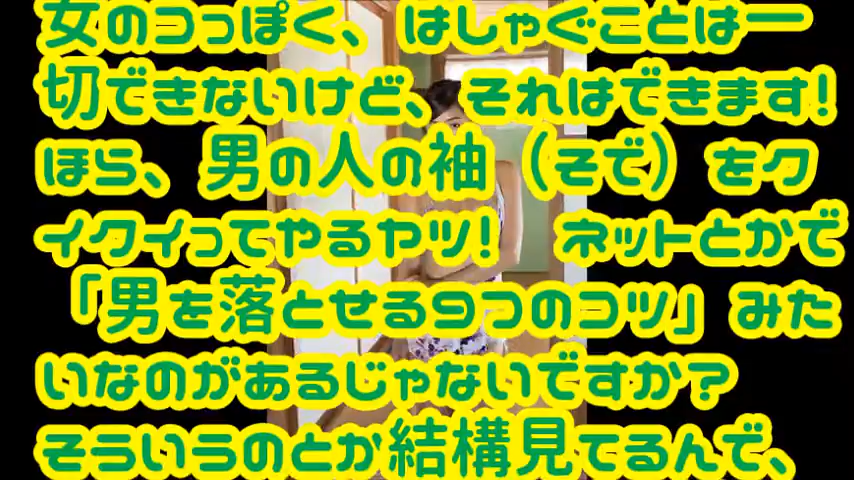 女のコっぽく、はしゃぐことは一
切できないけど、それはできます!
ほら、男の人の袖（そで）をク
イクイってやるヤツ!　ネットとかで
「男を落とせる9つのコツ」みた
いなのがあるじゃないですか?
そういうのとか結構見てるんで、